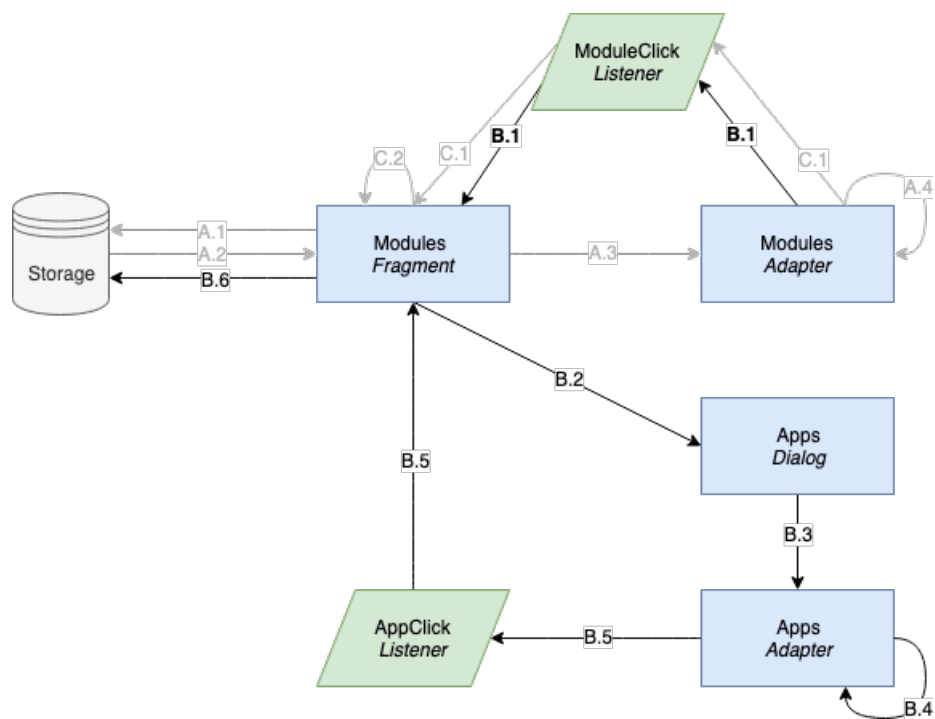 ModuleClick
Listener
B.1
B.1
C.1
C.2
C.1
A.4
A.1
Modules
Fragment
Modules
Adapter
A.2
A.3
Storage
B.6
B.2
Apps
Dialog
B.5
B.3
AppClick
Listener
B.5
Apps
Adapter
B.4